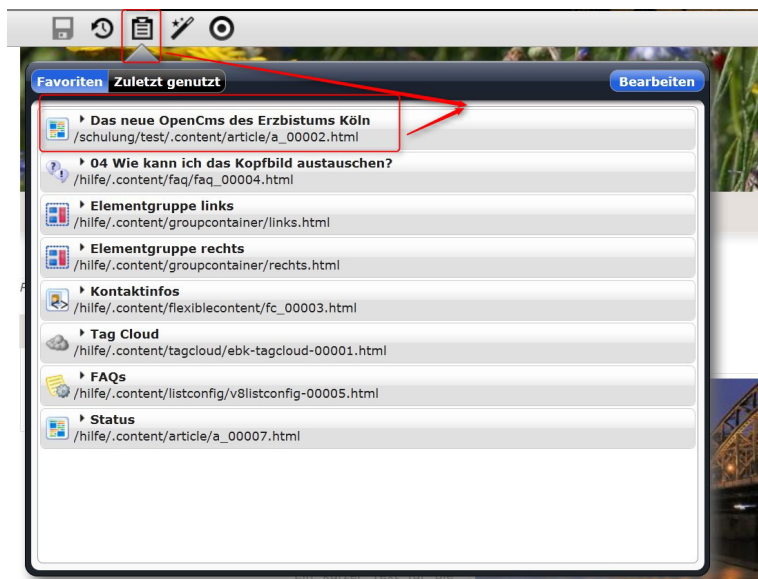 Favoriten Zuletzt genutzt Bearbeiten
Das neue OpenCms des Erzbistums Köln
/schulung/test/.content/article/a_00002.html
04 Wie kann ich das Kopfbild austauschen?
/hilfe/.content/faq/faq_00004.html
Elementgruppe links
/hilfe/.content/groupcontainer/links.html
Elementgruppe rechts
/hilfe/.content/groupcontainer/rechts.html
Kontaktinfos
/hilfe/.content/flexiblecontent/fc_00003.html
Tag Cloud
/hilfe/.content/tagcloud/ebk-tagcloud-00001.html
FAQs
/hilfe/.content/listconfig/v8listconfig-00005.html
Status
/hilfe/.content/article/a_00007.html